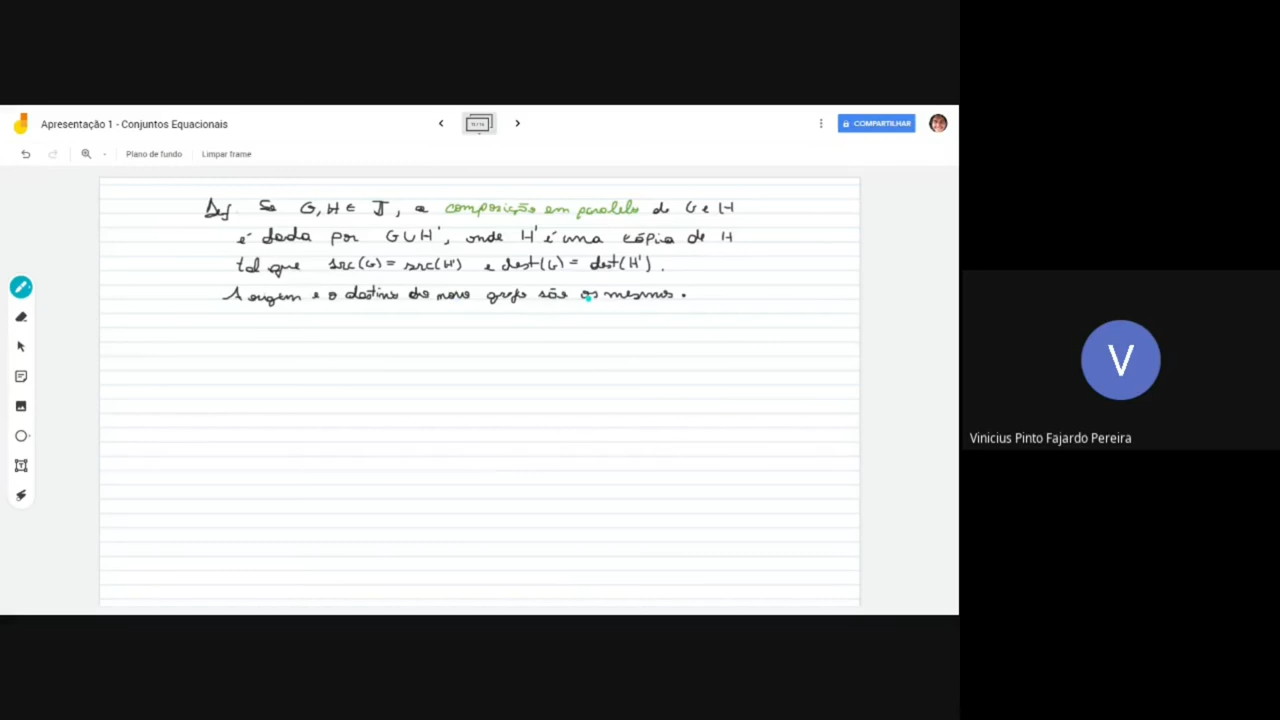 Apresentação 1 - Conjuntos Equacionais
COMPARTILHAR
Plano de fundo
Limpar frame
Def. Se G, H ∈ J, a composição em paralelo de G e H
é dada por G ∪ H', onde H' é uma cópia de H
tal que src(G) = src(H') e dest(G) = dest(H').
A origem e o destino do novo grafo são os mesmos.
V
Vinicius Pinto Fajardo Pereira